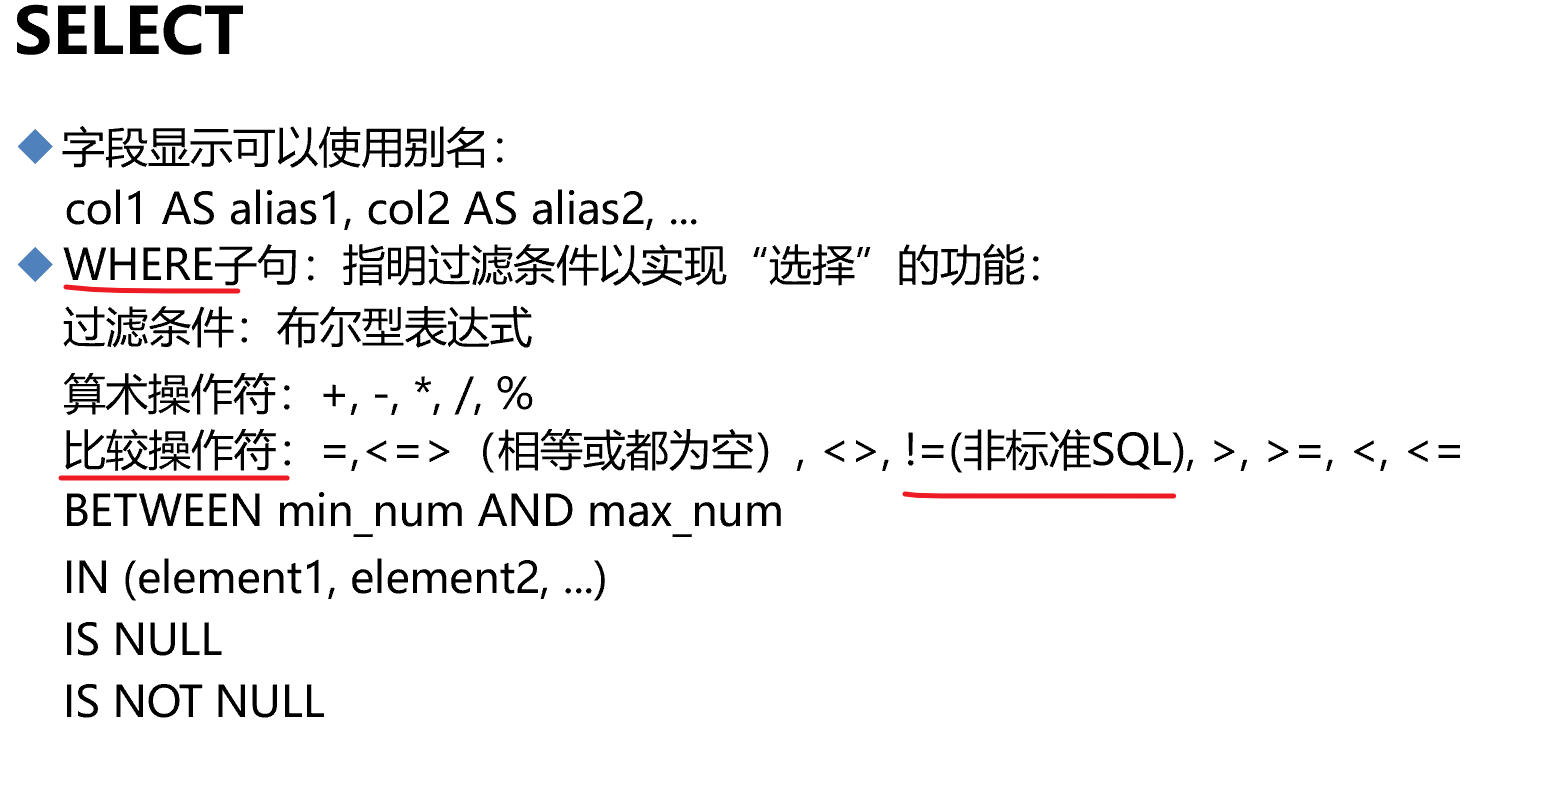 SELECT
字段显示可以使用别名：
col1 AS alias1, col2 AS alias2, ...
WHERE子句：指明过滤条件以实现“选择”的功能：
过滤条件：布尔型表达式
算术操作符：+, -, *, /, %
比较操作符：=,<=>（相等或都为空）, <>, !=(非标准SQL), >, >=, <, <=
BETWEEN min_num AND max_num
IN (element1, element2, ...)
IS NULL
IS NOT NULL